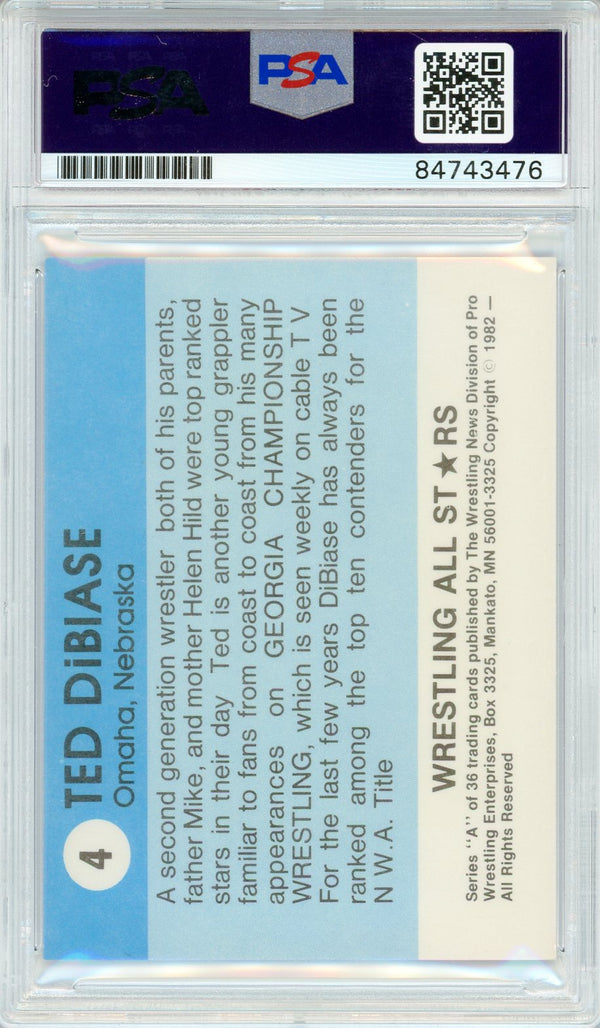 PSA
PSA
84743476
4
TED DiBIASE
Omaha, Nebraska
A second generation wrestler both of his parents,
father Mike, and mother Helen Hild were top ranked
stars in their day Ted is another young grappler
familiar to fans from coast to coast from his many
appearances on GEORGIA CHAMPIONSHIP
WRESTLING, which is seen weekly on cable T V
For the last few years DiBiase has always been
ranked among the top ten contenders for the
N W.A. Title
WRESTLING ALL ST★RS
Series "A" of 36 trading cards published by The Wrestling News Division of Pro
Wrestling Enterprises, Box 3325, Mankato, MN 56001-3325 Copyright © 1982 —
All Rights Reserved